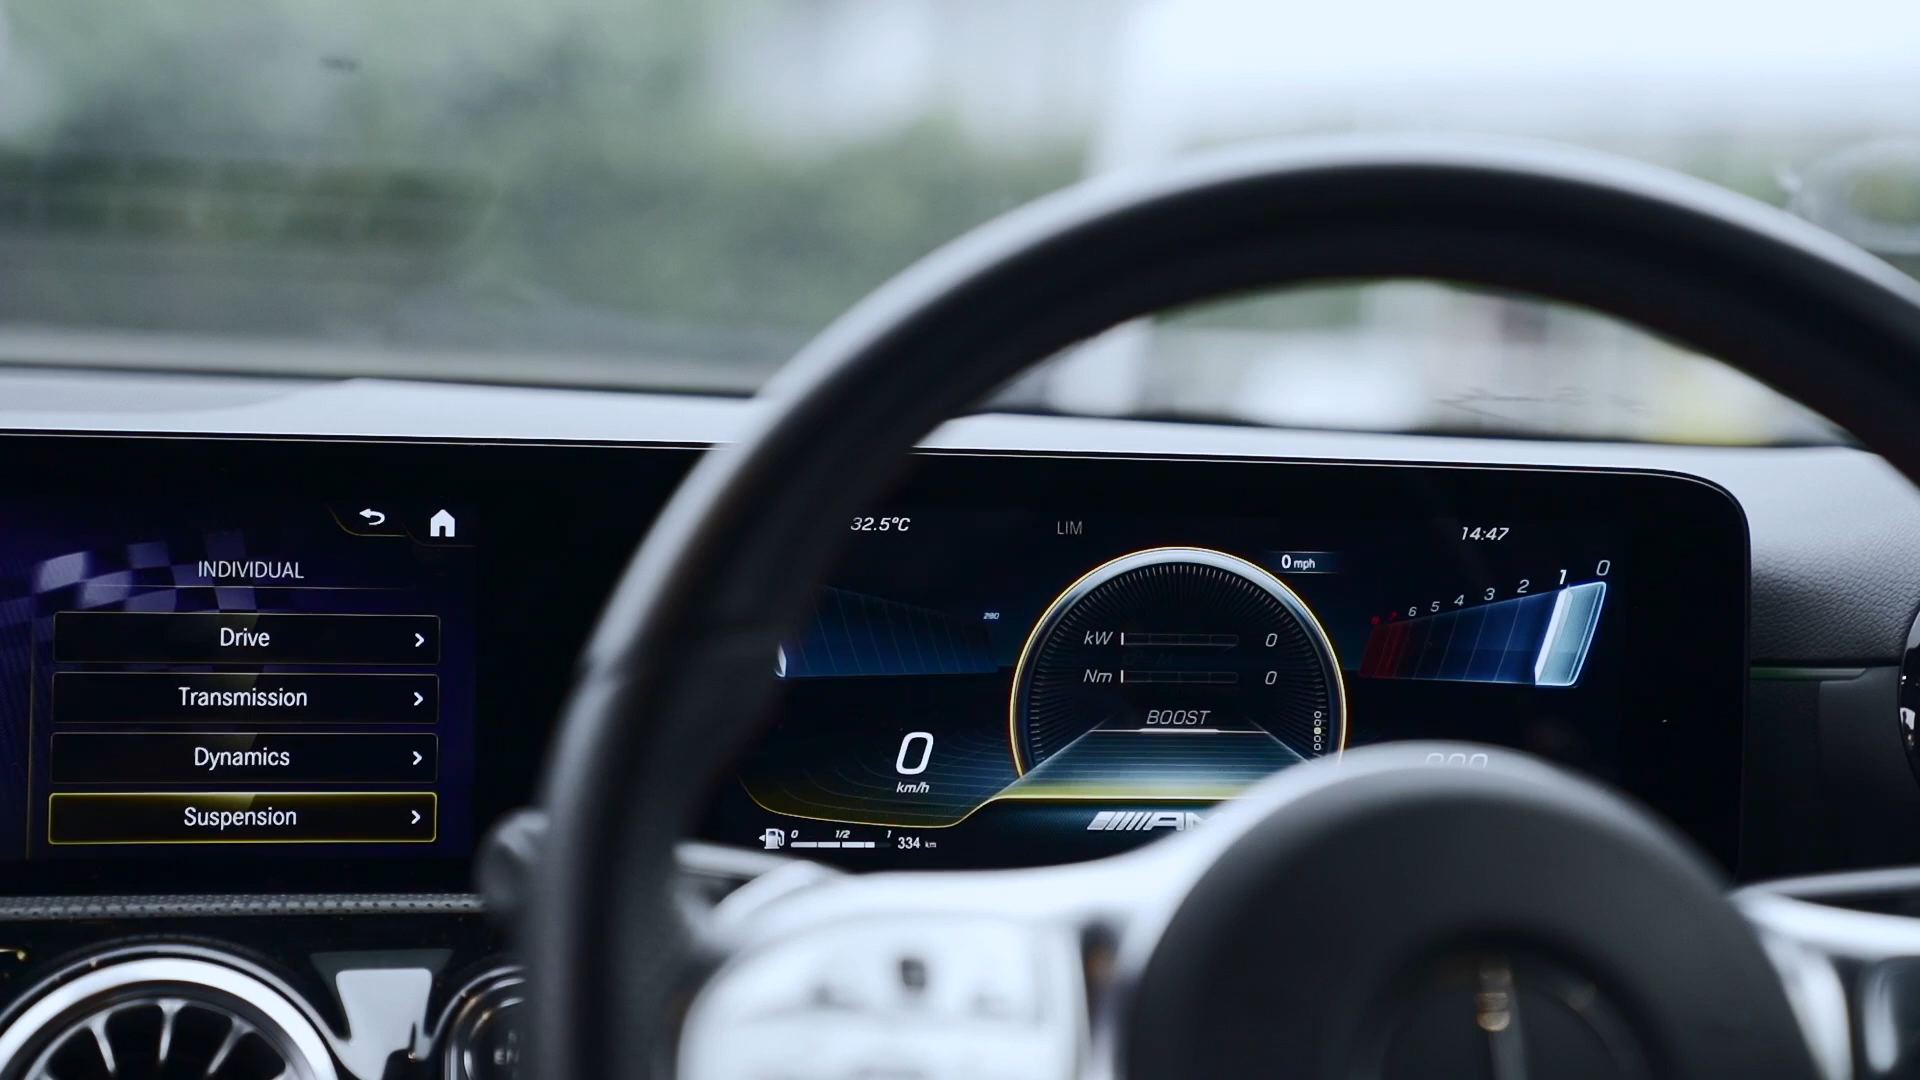 INDIVIDUAL
Drive
Transmission
Dynamics
Suspension
32.5°C
LIM
14:47
0 mph
280
kW 0
Nm 0
BOOST
6 5 4 3 2 1 0
0
km/h
0 1/2 1 334 km